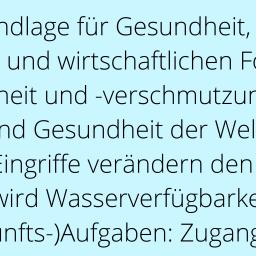 ndlage für Gesundheit,
und wirtschaftlichen Fo
heit und -verschmutzun
nd Gesundheit der Wel
Eingriffe verändern den
wird Wasserverfügbarke
unfts-)Aufgaben: Zugang